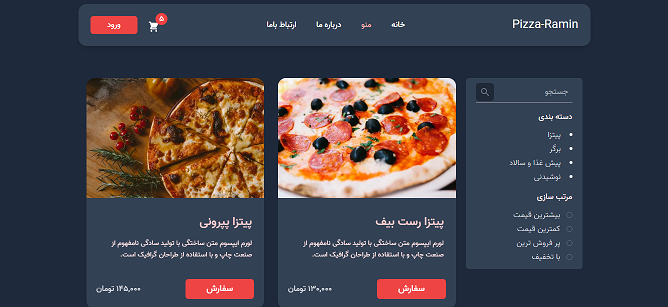 Pizza-Ramin
خانه
منو
درباره ما
ارتباط باما
۵
ورود
جستجو
دسته بندی
پیتزا
برگر
پیش غذا و سالاد
نوشیدنی
مرتب سازی
بیشترین قیمت
کمترین قیمت
پر فروش ترین
با تخفیف
پیتزا رست بیف
لورم ایپسوم متن ساختگی با تولید سادگی نامفهوم از
صنعت چاپ و با استفاده از طراحان گرافیک است.
سفارش
۱۳۰,۰۰۰ تومان
پیتزا پپرونی
لورم ایپسوم متن ساختگی با تولید سادگی نامفهوم از
صنعت چاپ و با استفاده از طراحان گرافیک است.
سفارش
۱۴۵,۰۰۰ تومان